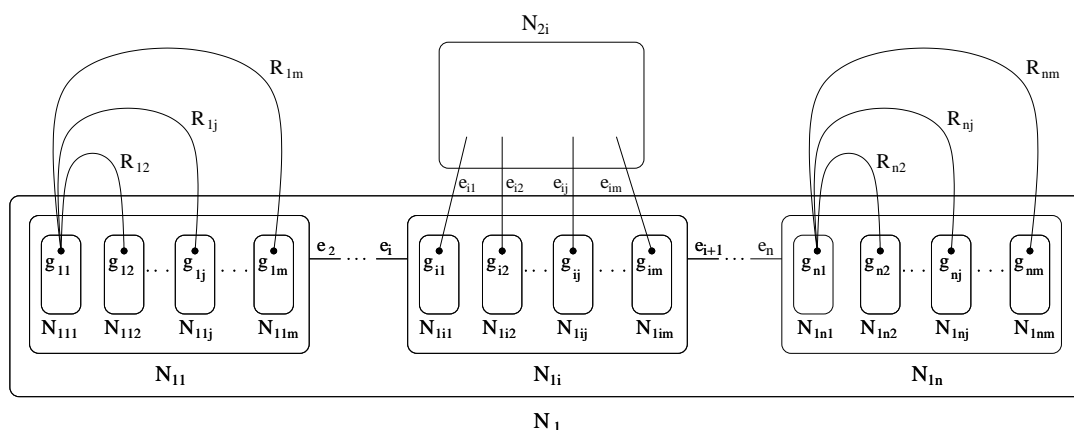 N2i
R1m
R1j
R12
Rnm
Rnj
Rn2
ei1 ei2 eij eim
g11 g12 . . . g1j . . . g1m
e2 . . . ei
gi1 gi2 . . . gij . . . gim
ei+1 . . . en
gn1 gn2 . . . gnj . . . gnm
N111 N112 N11j N11m
N1i1 N1i2 N1ij N1im
N1n1 N1n2 N1nj N1nm
N11 N1i N1n
N1